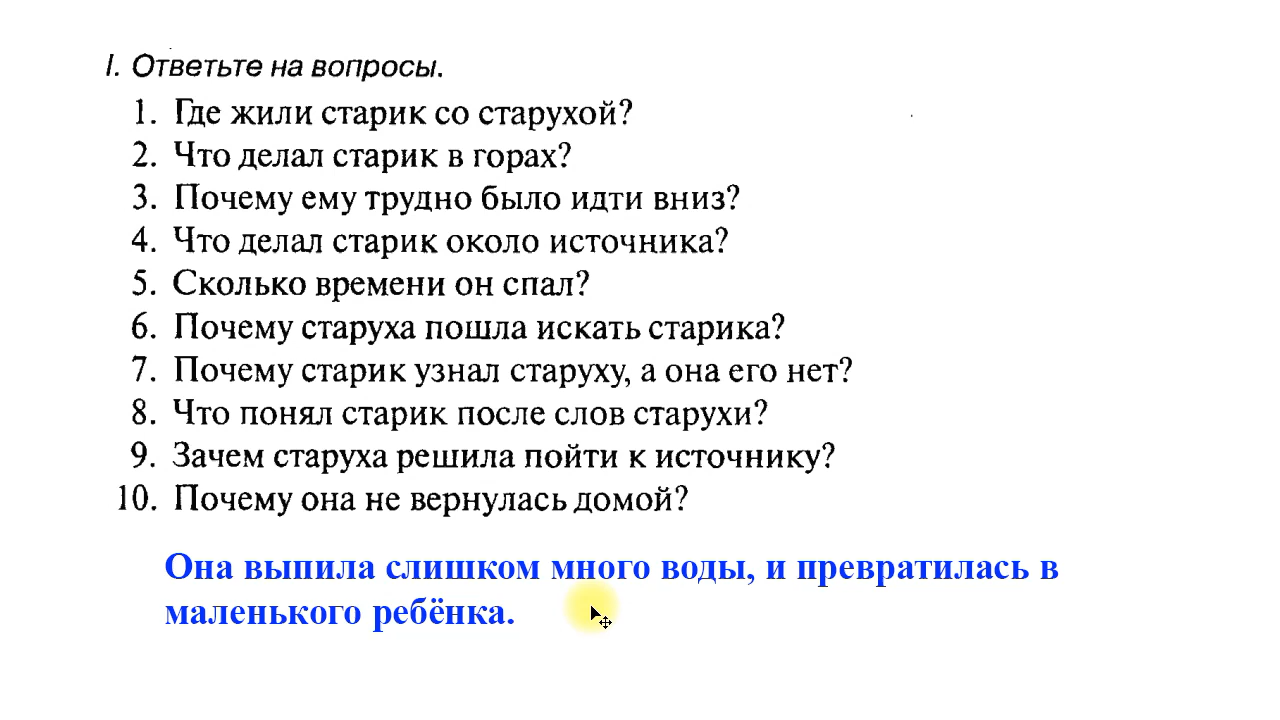 I. Ответьте на вопросы.
1. Где жили старик со старухой?
2. Что делал старик в горах?
3. Почему ему трудно было идти вниз?
4. Что делал старик около источника?
5. Сколько времени он спал?
6. Почему старуха пошла искать старика?
7. Почему старик узнал старуху, а она его нет?
8. Что понял старик после слов старухи?
9. Зачем старуха решила пойти к источнику?
10. Почему она не вернулась домой?
Она выпила слишком много воды, и превратилась в
маленького ребёнка.